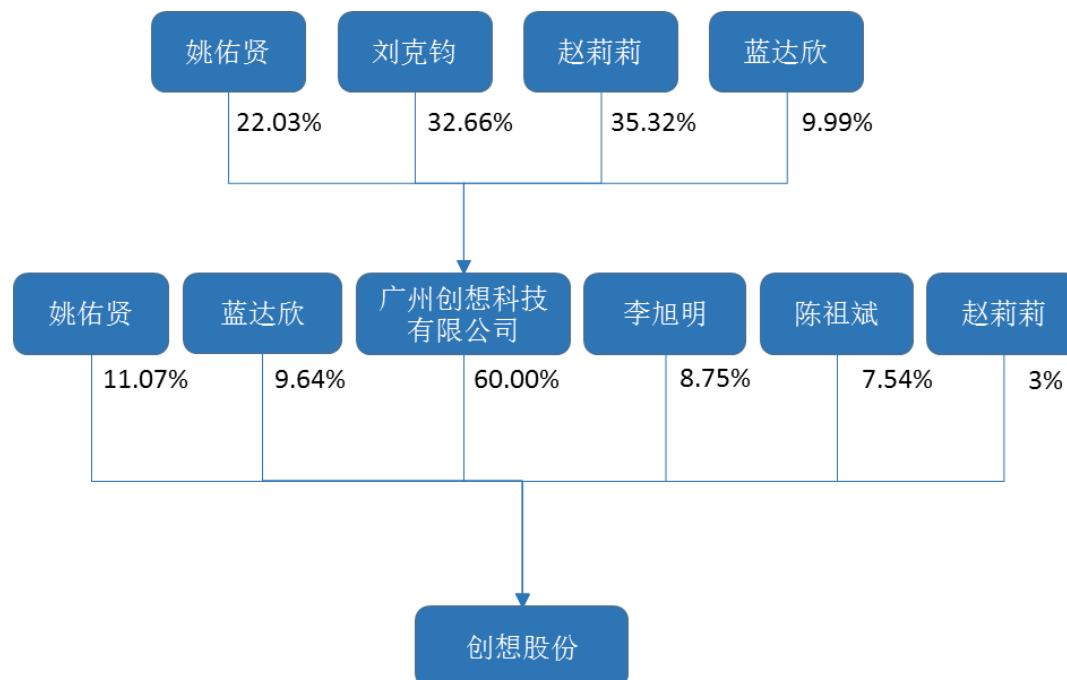 姚佑贤
刘克钧
赵莉莉
蓝达欣
22.03%
32.66%
35.32%
9.99%
姚佑贤
蓝达欣
广州创想科技
有限公司
李旭明
陈祖斌
赵莉莉
11.07%
9.64%
60.00%
8.75%
7.54%
3%
创想股份